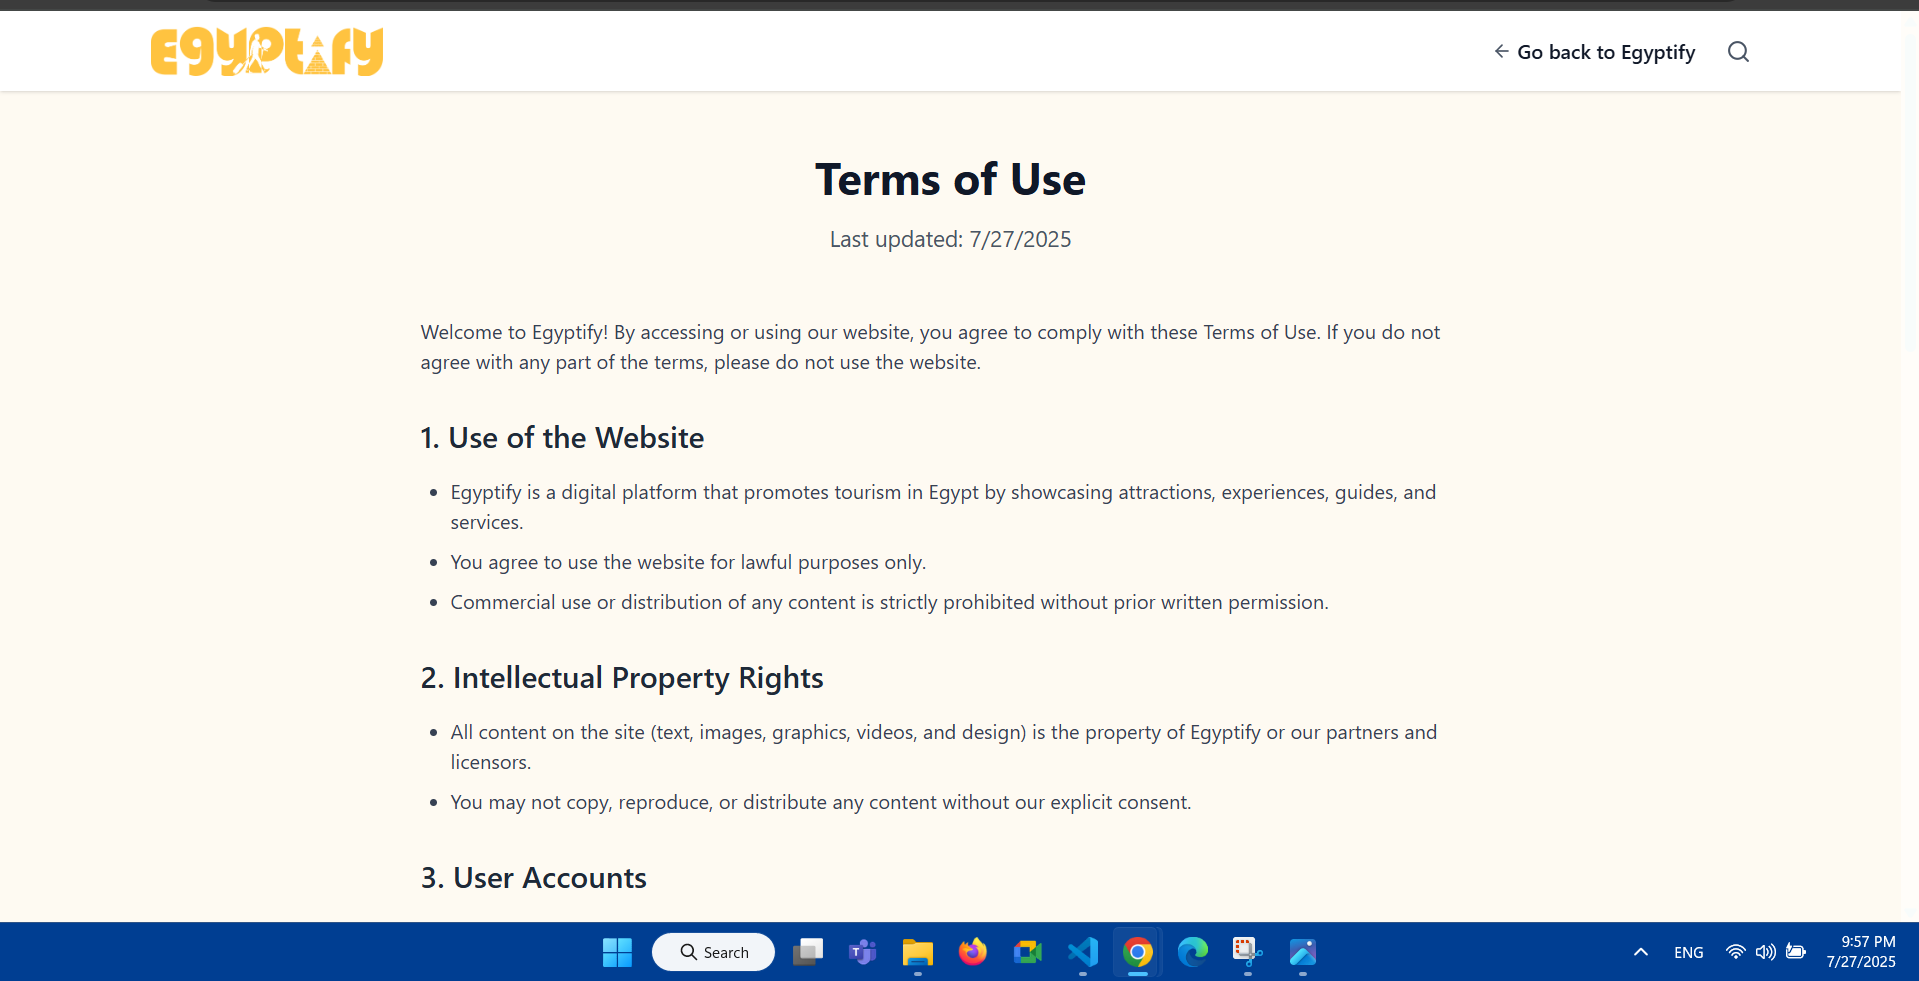 Egyptify
Go back to Egyptify
Terms of Use
Last updated: 7/27/2025
Welcome to Egyptify! By accessing or using our website, you agree to comply with these Terms of Use. If you do not
agree with any part of the terms, please do not use the website.
1. Use of the Website
• Egyptify is a digital platform that promotes tourism in Egypt by showcasing attractions, experiences, guides, and
services.
• You agree to use the website for lawful purposes only.
• Commercial use or distribution of any content is strictly prohibited without prior written permission.
2. Intellectual Property Rights
• All content on the site (text, images, graphics, videos, and design) is the property of Egyptify or our partners and
licensors.
• You may not copy, reproduce, or distribute any content without our explicit consent.
3. User Accounts
Search
ENG
9:57 PM
7/27/2025